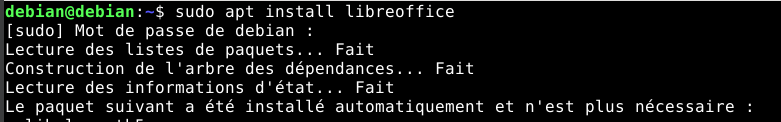 debian@debian:~$ sudo apt install libreoffice
[sudo] Mot de passe de debian :
Lecture des listes de paquets... Fait
Construction de l'arbre des dépendances... Fait
Lecture des informations d'état... Fait
Le paquet suivant a été installé automatiquement et n'est plus nécessaire :